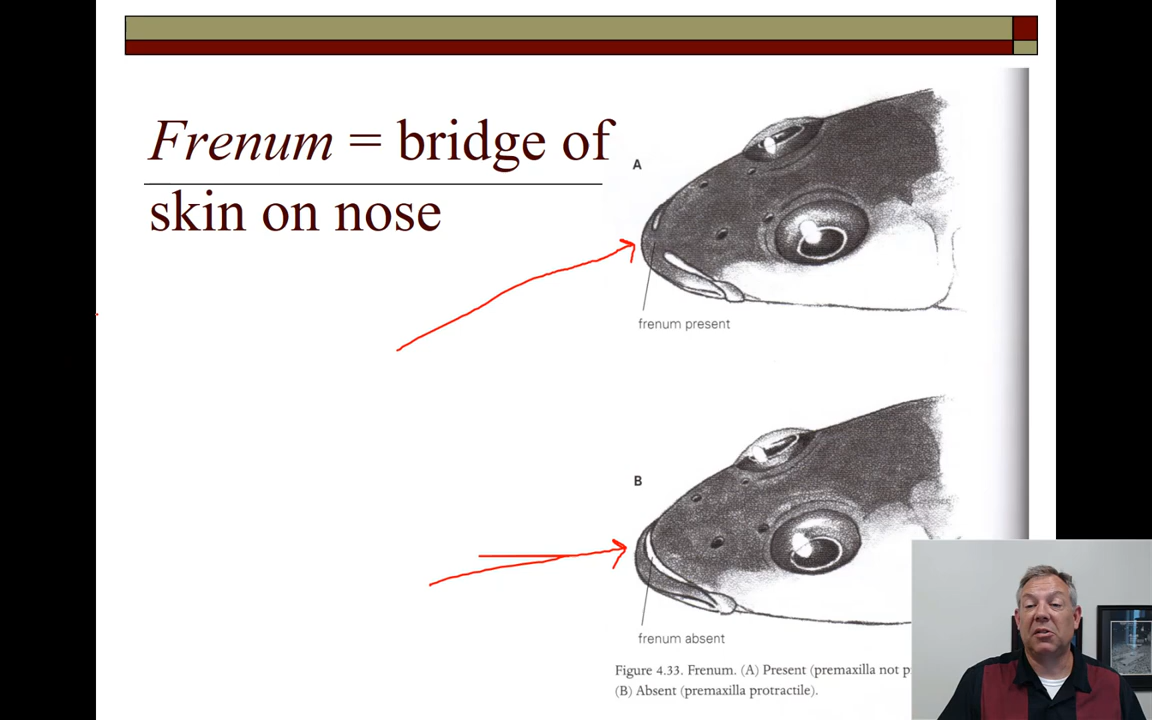 Frenum = bridge of
skin on nose
A
frenum present
B
frenum absent
Figure 4.33. Frenum. (A) Present (premaxilla not
(B) Absent (premaxilla protractile).